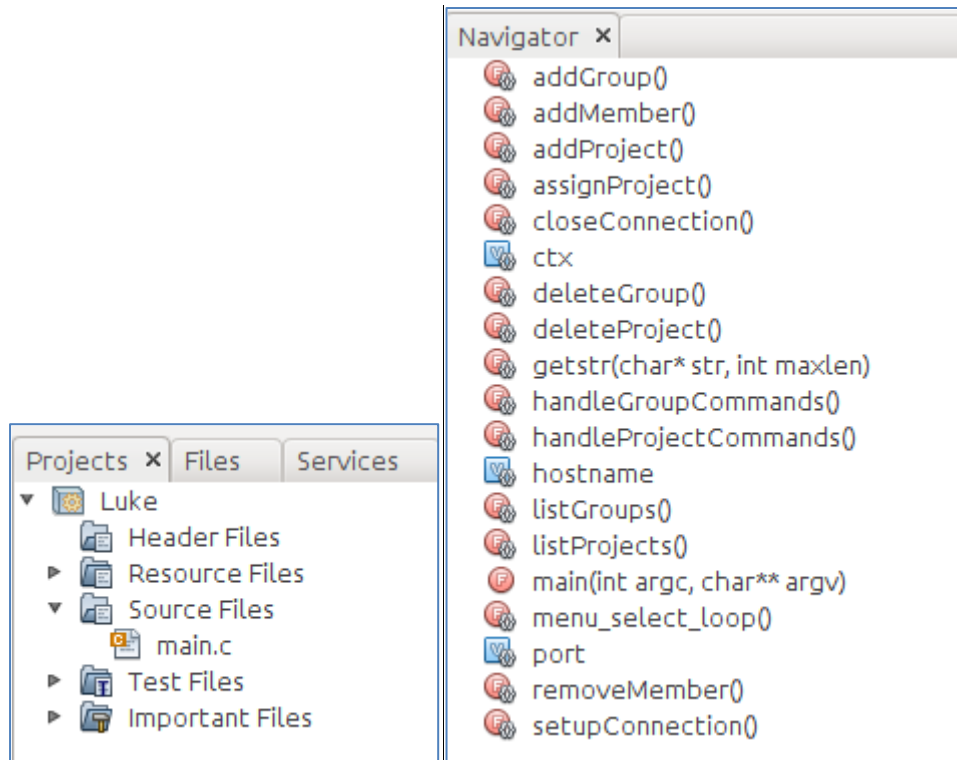 Projects × Files Services
Luke
Header Files
Resource Files
Source Files
main.c
Test Files
Important Files
Navigator ×
addGroup()
addMember()
addProject()
assignProject()
closeConnection()
ctx
deleteGroup()
deleteProject()
getstr(char* str, int maxlen)
handleGroupCommands()
handleProjectCommands()
hostname
listGroups()
listProjects()
main(int argc, char** argv)
menu_select_loop()
port
removeMember()
setupConnection()